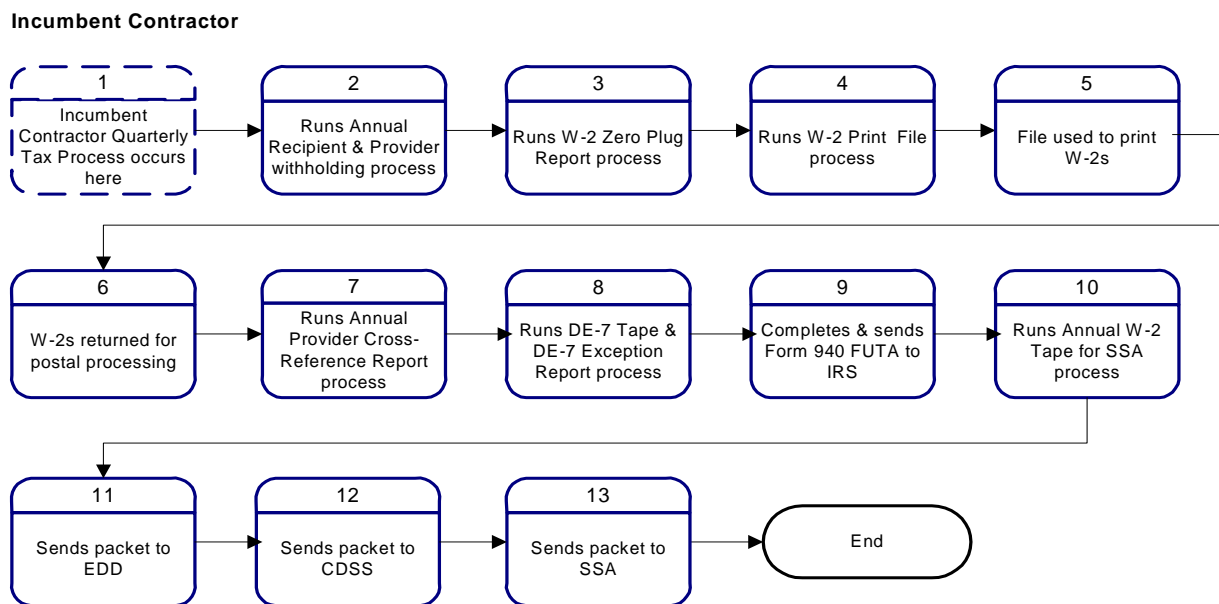 Incumbent Contractor
1
Incumbent
Contractor Quarterly
Tax Process occurs
here
2
Runs Annual
Recipient & Provider
withholding process
3
Runs W-2 Zero Plug
Report process
4
Runs W-2 Print File
process
5
File used to print
W-2s
6
W-2s returned for
postal processing
7
Runs Annual
Provider Cross-
Reference Report
process
8
Runs DE-7 Tape &
DE-7 Exception
Report process
9
Completes & sends
Form 940 FUTA to
IRS
10
Runs Annual W-2
Tape for SSA
process
11
Sends packet to
EDD
12
Sends packet to
CDSS
13
Sends packet to
SSA
End